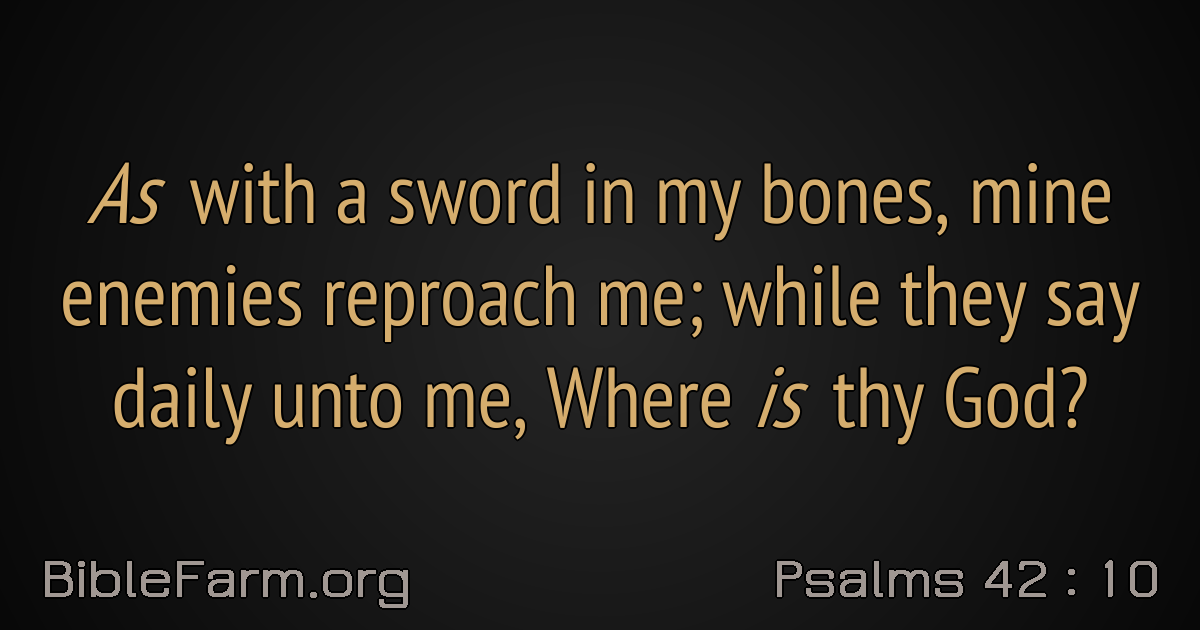 As with a sword in my bones, mine
enemies reproach me; while they say
daily unto me, Where is thy God?
BibleFarm.org
Psalms 42 : 10